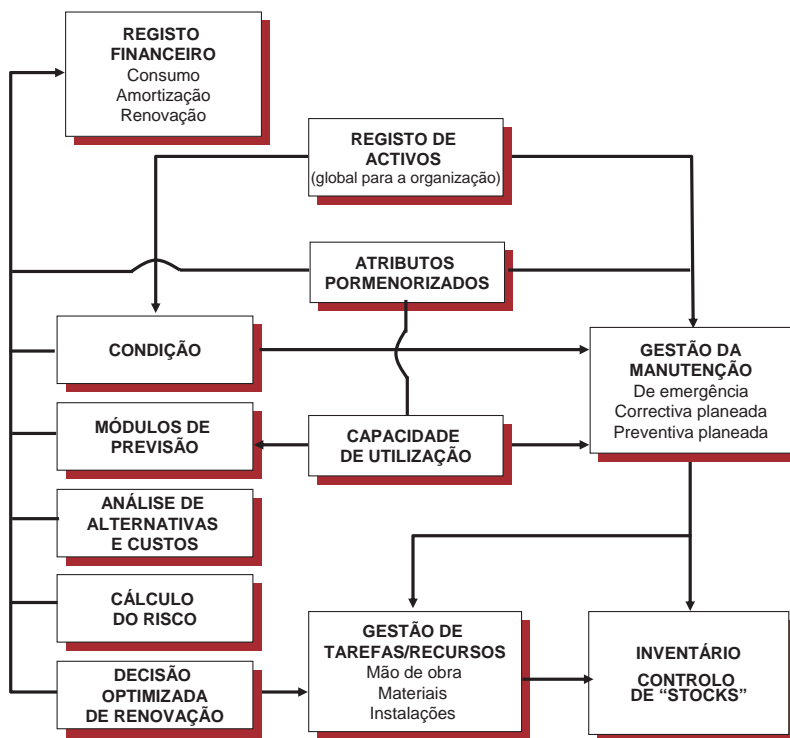 REGISTO
FINANCEIRO
Consumo
Amortização
Renovação
REGISTO DE
ACTIVOS
(global para a organização)
ATRIBUTOS
PORMENORIZADOS
CONDIÇÃO
GESTÃO DA
MANUTENÇÃO
De emergência
Correctiva planeada
Preventiva planeada
MÓDULOS DE
PREVISÃO
CAPACIDADE
DE UTILIZAÇÃO
ANÁLISE DE
ALTERNATIVAS
E CUSTOS
CÁLCULO
DO RISCO
GESTÃO DE
TAREFAS/RECURSOS
Mão de obra
Materiais
Instalações
INVENTÁRIO
CONTROLO
DE “STOCKS”
DECISÃO
OPTIMIZADA
DE RENOVAÇÃO